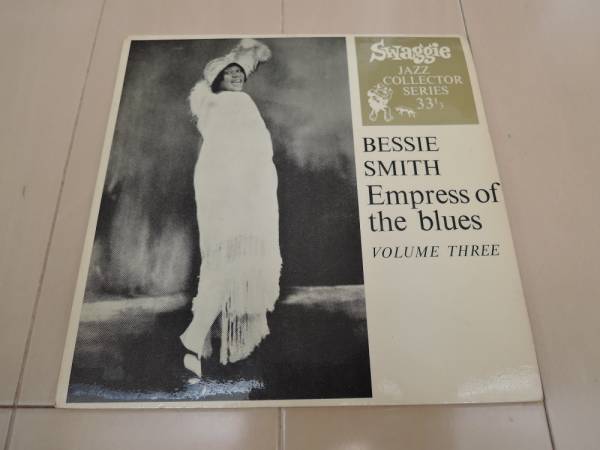 Swaggie
JAZZ
COLLECTOR
SERIES
33⅓
BESSIE
SMITH
Empress of
the blues
VOLUME THREE